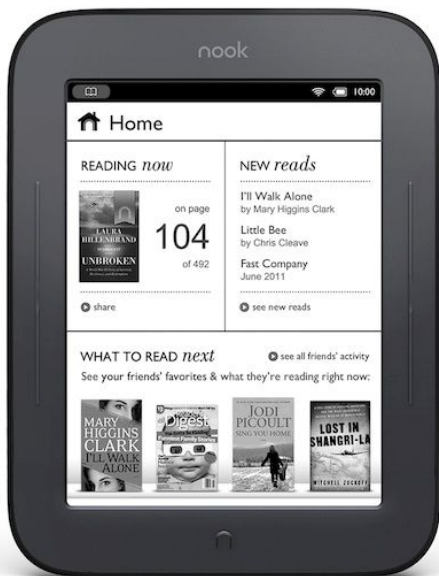 nook
10:00
Home
READING now
LAURA
HILLENBRAND
UNBROKEN
on page
104
of 492
share
NEW reads
I'll Walk Alone
by Mary Higgins Clark
Little Bee
by Chris Cleave
Fast Company
June 2011
see new reads
WHAT TO READ next
see all friends' activity
See your friends' favorites & what they're reading right now:
MARY
HIGGINS
CLARK
I'LL WALK
ALONE
Digest
JODI
PICOULT
SING YOU HOME
LOST IN
SHANGRI-LA
MITCHELL ZUCKOFF